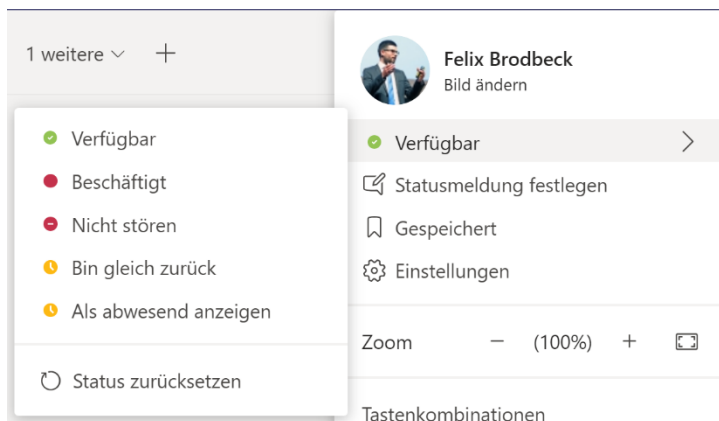 1 weitere
Verfügbar
Beschäftigt
Nicht stören
Bin gleich zurück
Als abwesend anzeigen
Status zurücksetzen
Felix Brodbeck
Bild ändern
Verfügbar
Statusmeldung festlegen
Gespeichert
Einstellungen
Zoom − (100%) +
Tastenkombinationen